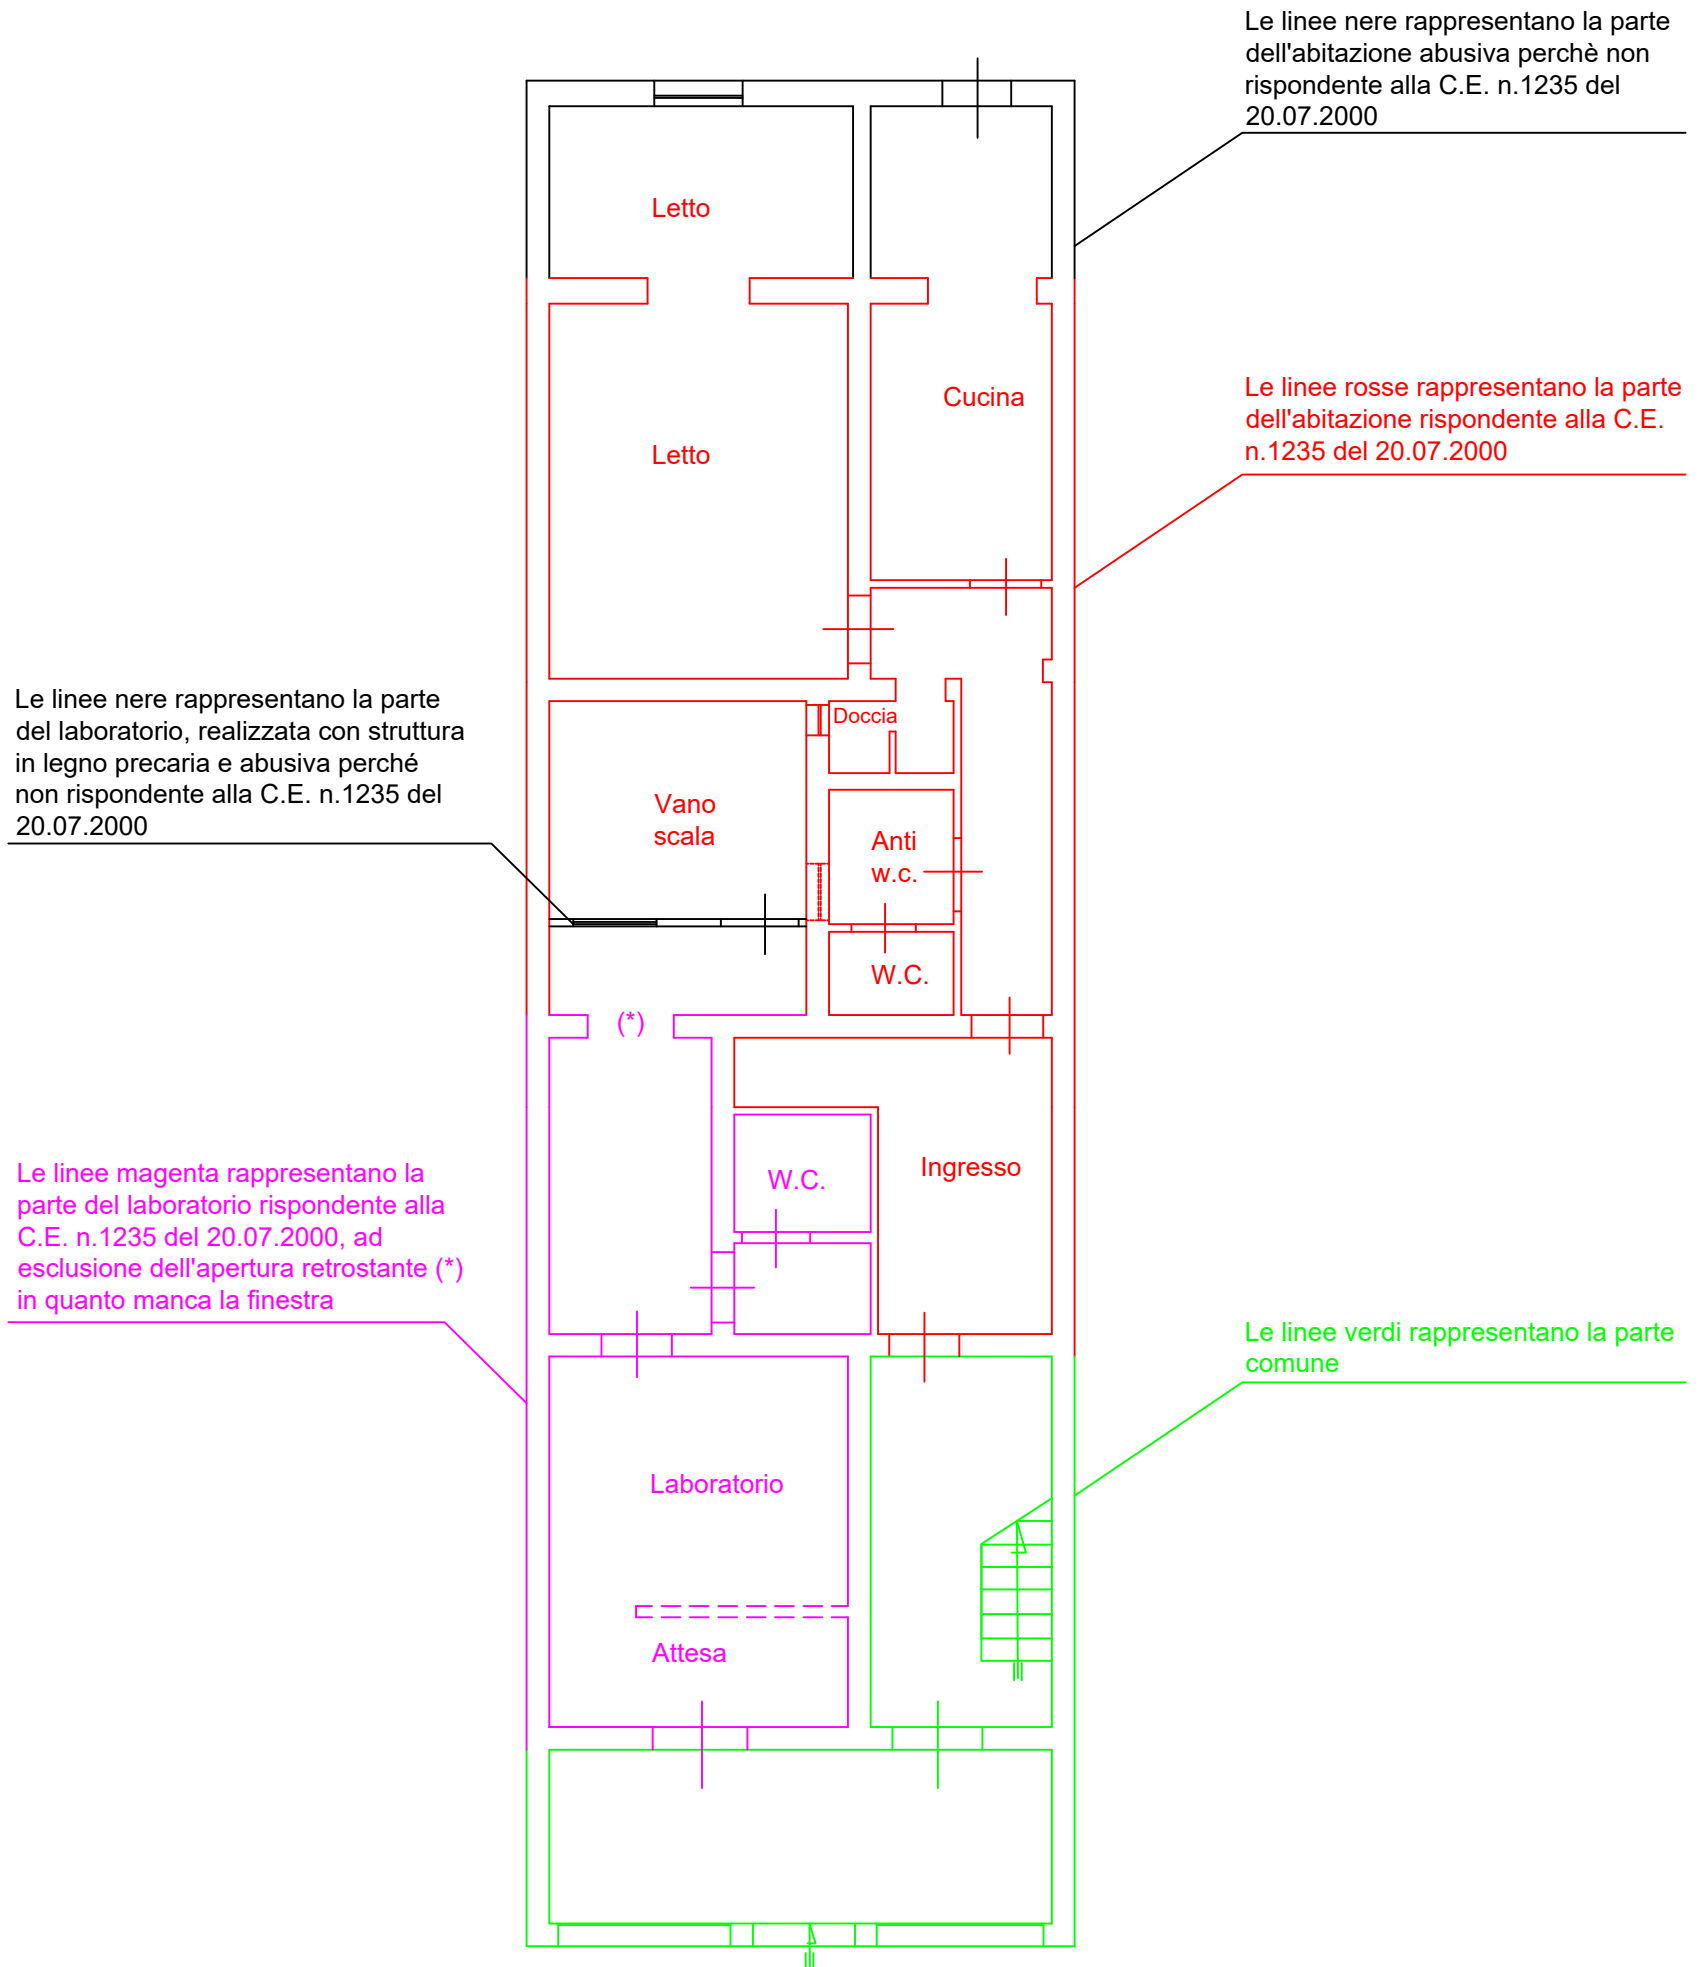 Le linee nere rappresentano la parte
dell'abitazione abusiva perchè non
rispondente alla C.E. n.1235 del
20.07.2000
Letto
Le linee rosse rappresentano la parte
dell'abitazione rispondente alla C.E.
n.1235 del 20.07.2000
Cucina
Letto
Le linee nere rappresentano la parte
del laboratorio, realizzata con struttura
in legno precaria e abusiva perché
non rispondente alla C.E. n.1235 del
20.07.2000
Doccia
Vano
scala
Anti
w.c.
W.C.
(*)
Le linee magenta rappresentano la
parte del laboratorio rispondente alla
C.E. n.1235 del 20.07.2000, ad
esclusione dell'apertura retrostante (*)
in quanto manca la finestra
W.C.
Ingresso
Le linee verdi rappresentano la parte
comune
Laboratorio
Attesa